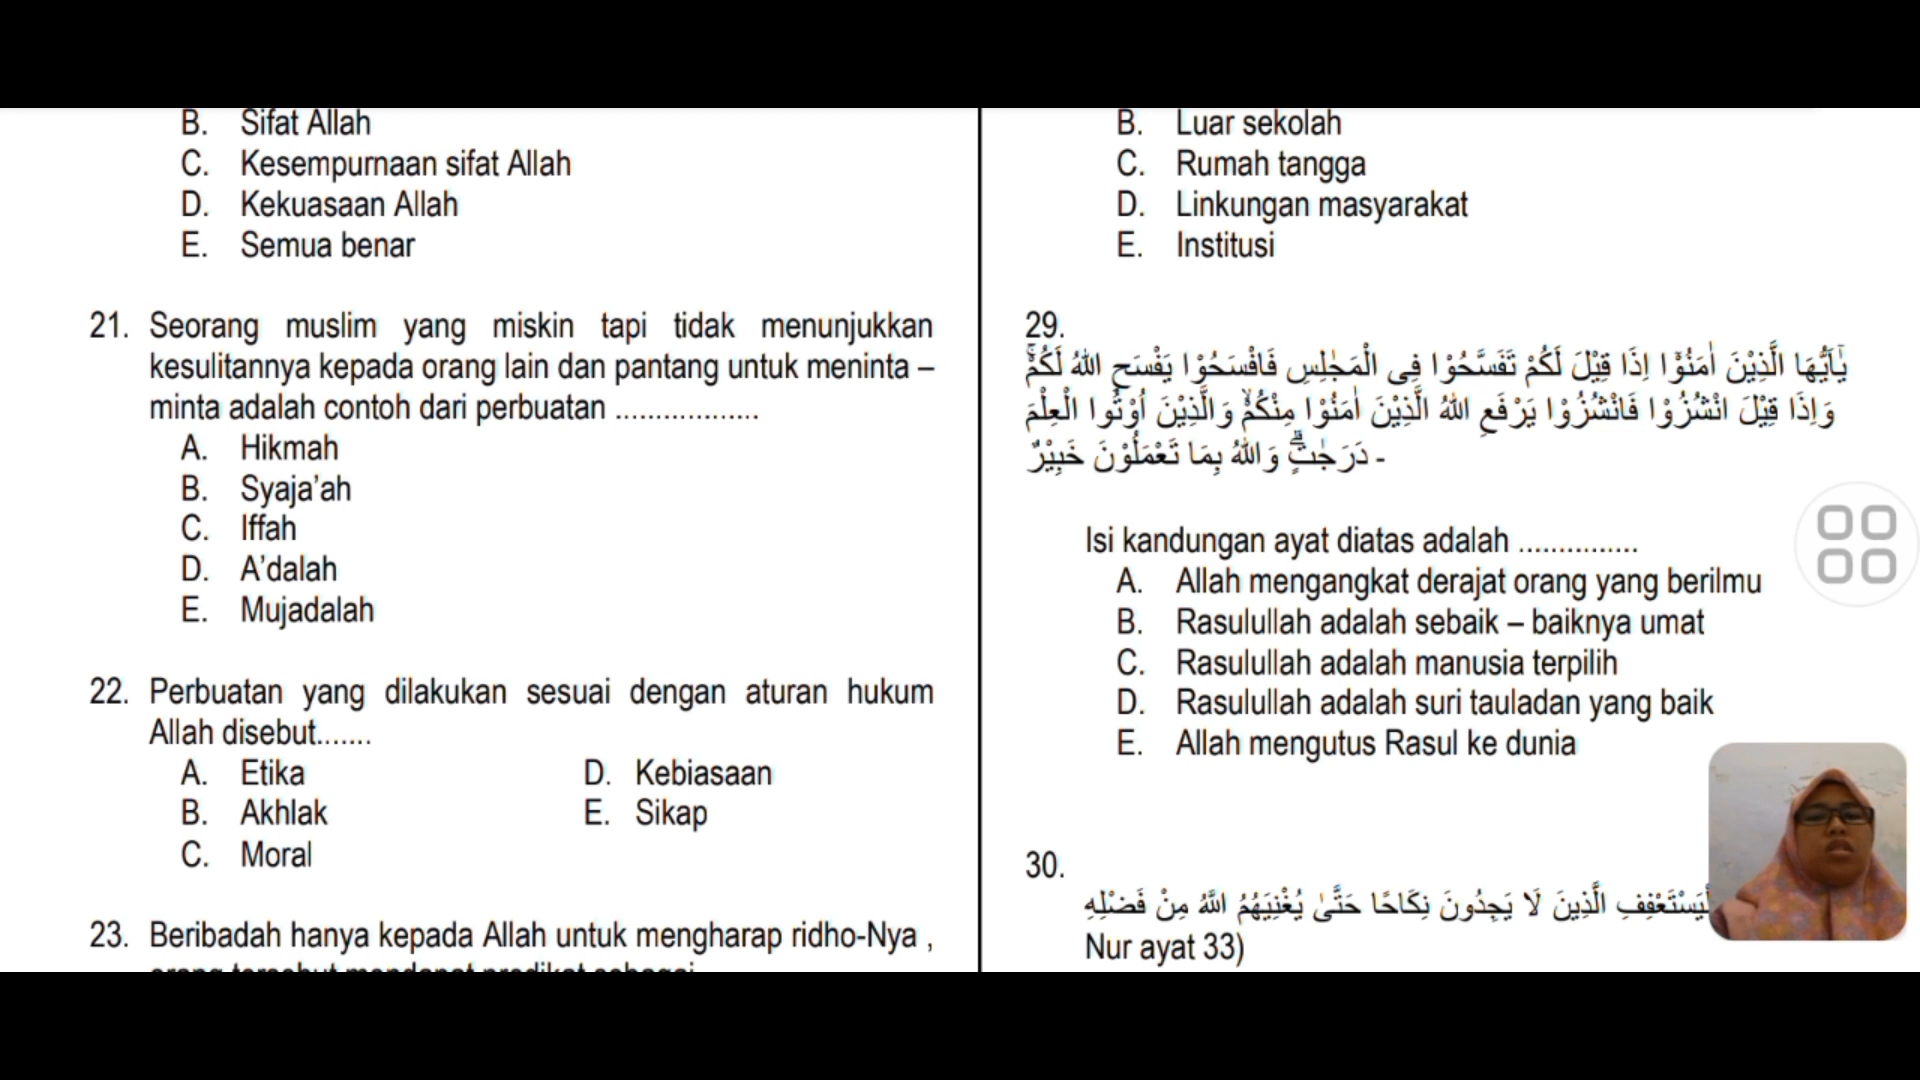 B. Sifat Allah
C. Kesempurnaan sifat Allah
D. Kekuasaan Allah
E. Semua benar
21. Seorang muslim yang miskin tapi tidak menunjukkan
kesulitannya kepada orang lain dan pantang untuk meminta –
minta adalah contoh dari perbuatan ..................
A. Hikmah
B. Syaja’ah
C. Iffah
D. A’dalah
E. Mujadalah
22. Perbuatan yang dilakukan sesuai dengan aturan hukum
Allah disebut.......
A. Etika D. Kebiasaan
B. Akhlak E. Sikap
C. Moral
23. Beribadah hanya kepada Allah untuk mengharap ridho-Nya ,
orang tersebut mendapat predikat sebagai
B. Luar sekolah
C. Rumah tangga
D. Linkungan masyarakat
E. Institusi
29.
يٰٓاَيُّهَا الَّذِيْنَ اٰمَنُوْٓا اِذَا قِيْلَ لَكُمْ تَفَسَّحُوْا فِى الْمَجٰلِسِ فَافْسَحُوْا يَفْسَحِ اللّٰهُ لَكُمْۚ
وَاِذَا قِيْلَ انْشُزُوْا فَانْشُزُوْا يَرْفَعِ اللّٰهُ الَّذِيْنَ اٰمَنُوْا مِنْكُمْۙ وَالَّذِيْنَ اُوْتُوا الْعِلْمَ
دَرَجٰتٍۗ وَاللّٰهُ بِمَا تَعْمَلُوْنَ خَبِيْرٌ -
Isi kandungan ayat diatas adalah ...............
A. Allah mengangkat derajat orang yang berilmu
B. Rasulullah adalah sebaik – baiknya umat
C. Rasulullah adalah manusia terpilih
D. Rasulullah adalah suri tauladan yang baik
E. Allah mengutus Rasul ke dunia
30.
لْيَسْتَعْفِفِ الَّذِينَ لَا يَجِدُونَ نِكَاحًا حَتَّىٰ يُغْنِيَهُمُ اللَّهُ مِنْ فَضْلِهِ
Nur ayat 33)